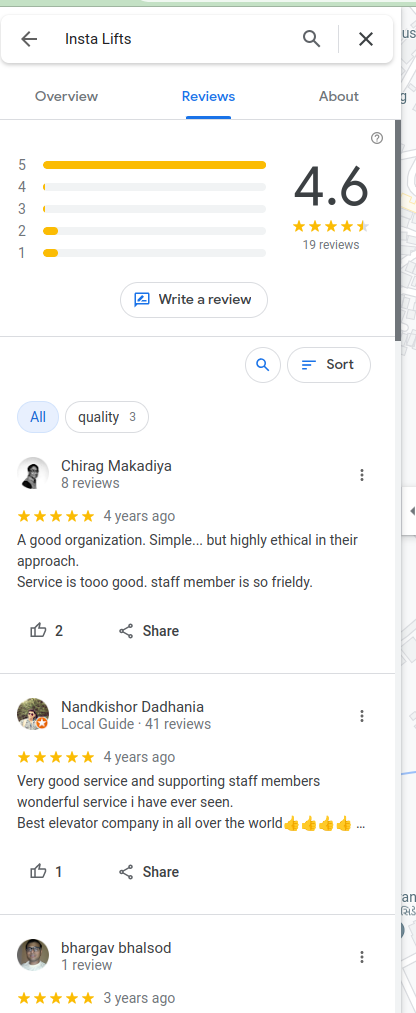 Insta Lifts
Overview Reviews About
5
4
3
2
1
4.6
19 reviews
Write a review
Sort
All
quality 3
Chirag Makadiya
8 reviews
4 years ago
A good organization. Simple... but highly ethical in their
approach.
Service is tooo good. staff member is so frieldy.
2 Share
Nandkishor Dadhania
Local Guide · 41 reviews
4 years ago
Very good service and supporting staff members
wonderful service i have ever seen.
Best elevator company in all over the world👍👍👍👍 ...
1 Share
bhargav bhalsod
1 review
3 years ago